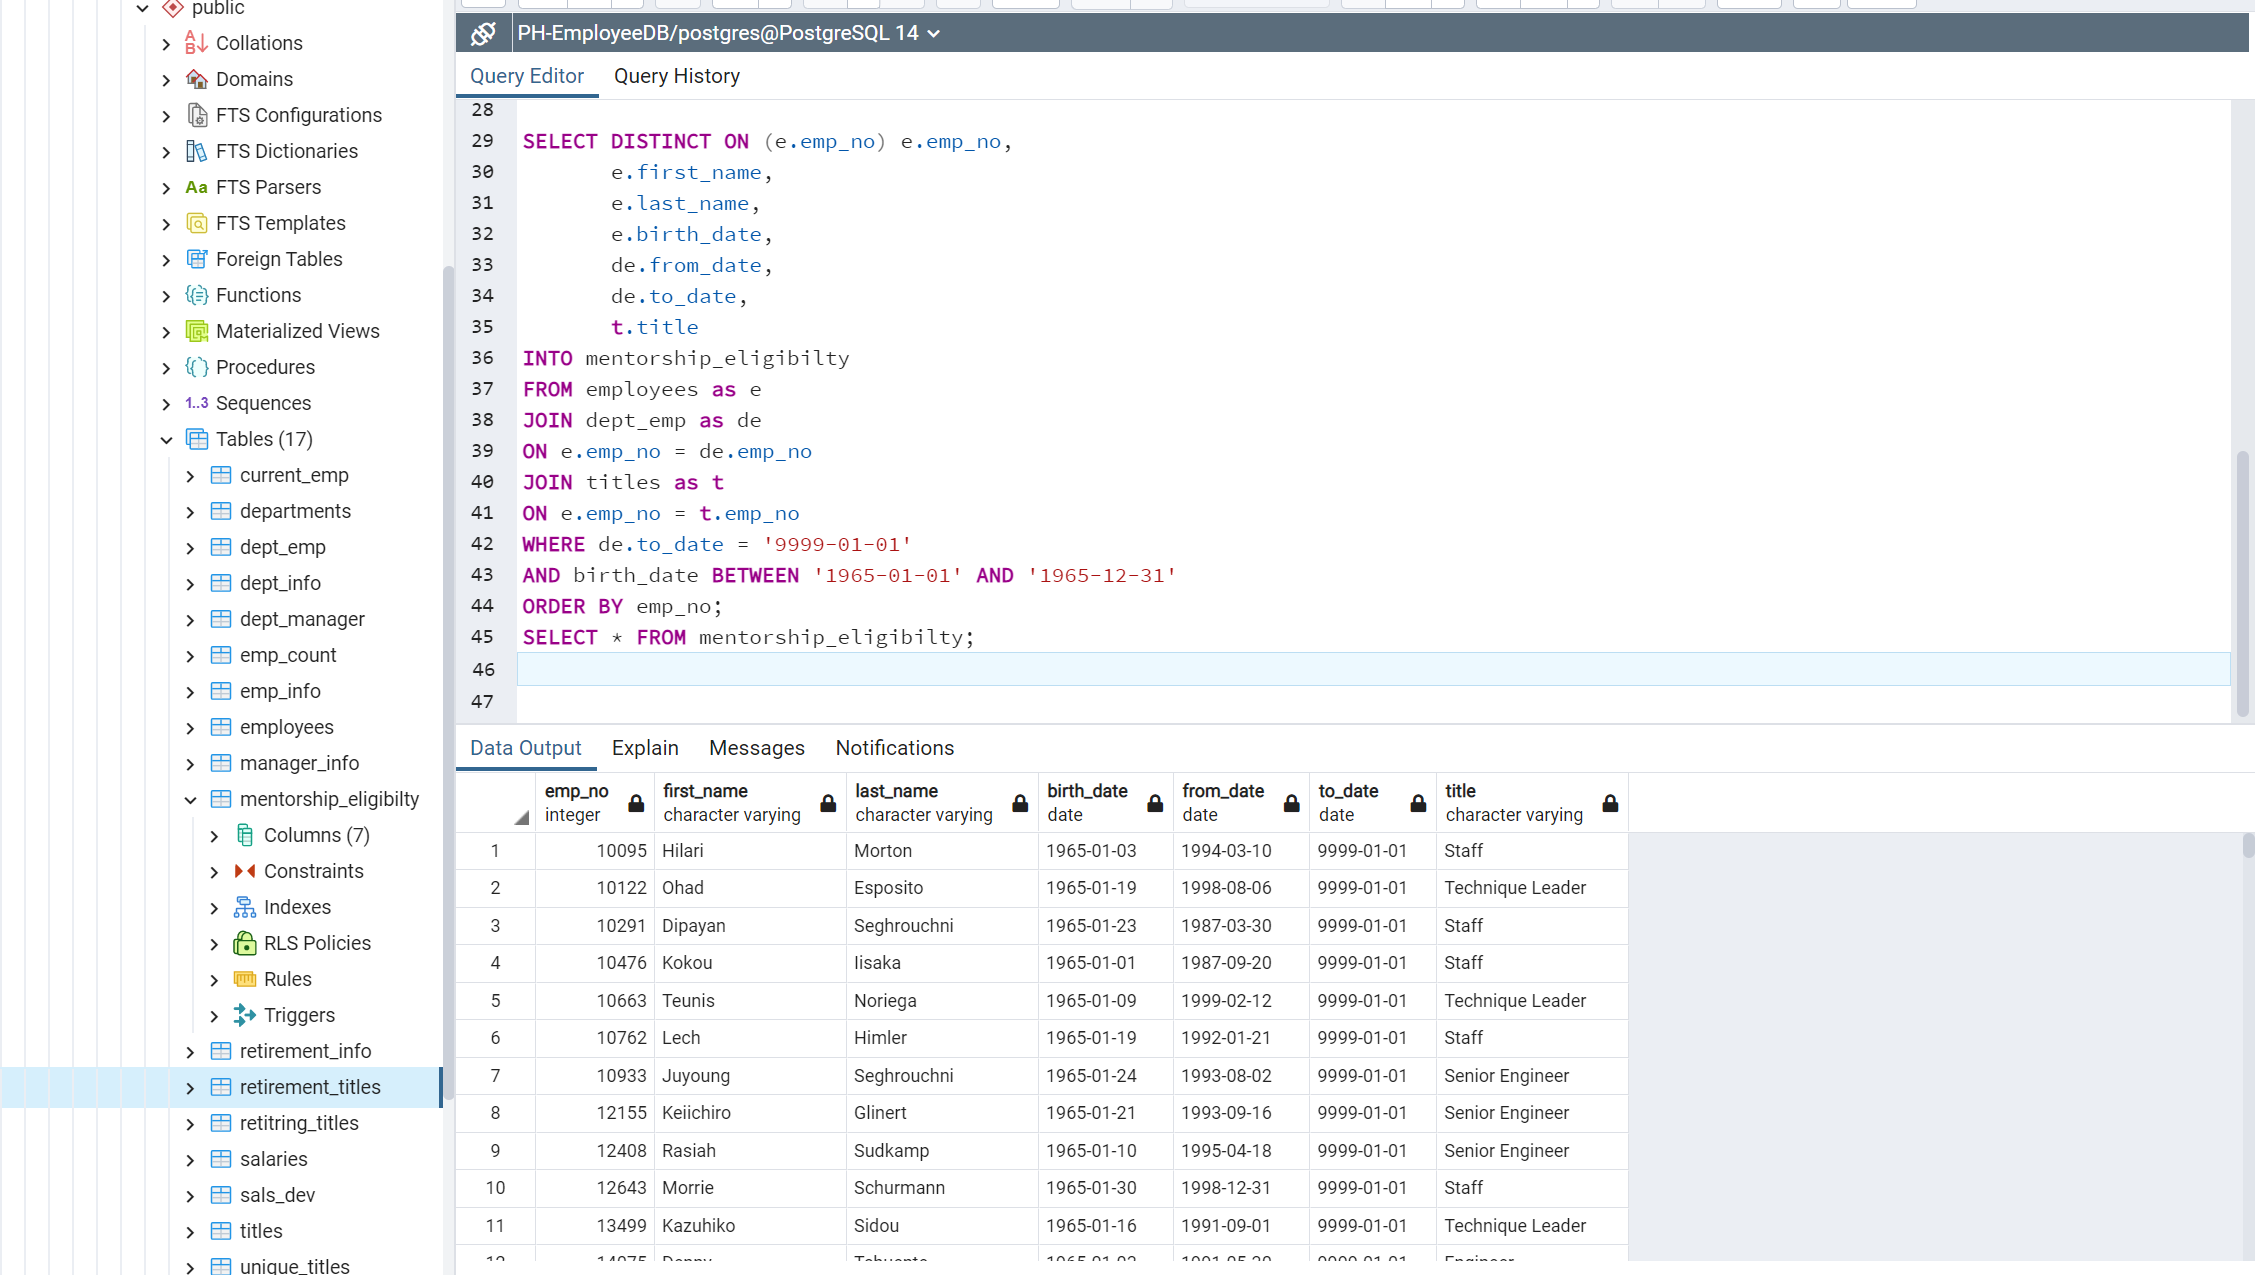 public
Collations
Domains
FTS Configurations
FTS Dictionaries
Aa FTS Parsers
FTS Templates
Foreign Tables
Functions
Materialized Views
Procedures
1..3 Sequences
Tables (17)
current_emp
departments
dept_emp
dept_info
dept_manager
emp_count
emp_info
employees
manager_info
mentorship_eligibilty
Columns (7)
Constraints
Indexes
RLS Policies
Rules
Triggers
retirement_info
retirement_titles
retitring_titles
salaries
sals_dev
titles
unique_titles
PH-EmployeeDB/postgres@PostgreSQL 14
Query Editor Query History
28
29 SELECT DISTINCT ON (e.emp_no) e.emp_no,
30 e.first_name,
31 e.last_name,
32 e.birth_date,
33 de.from_date,
34 de.to_date,
35 t.title
36 INTO mentorship_eligibilty
37 FROM employees as e
38 JOIN dept_emp as de
39 ON e.emp_no = de.emp_no
40 JOIN titles as t
41 ON e.emp_no = t.emp_no
42 WHERE de.to_date = '9999-01-01'
43 AND birth_date BETWEEN '1965-01-01' AND '1965-12-31'
44 ORDER BY emp_no;
45 SELECT * FROM mentorship_eligibilty;
46
47
Data Output Explain Messages Notifications
emp_no first_name last_name birth_date from_date to_date title
integer character varying character varying date date date character varying
1 10095 Hilari Morton 1965-01-03 1994-03-10 9999-01-01 Staff
2 10122 Ohad Esposito 1965-01-19 1998-08-06 9999-01-01 Technique Leader
3 10291 Dipayan Seghrouchni 1965-01-23 1987-03-30 9999-01-01 Staff
4 10476 Kokou Iisaka 1965-01-01 1987-09-20 9999-01-01 Staff
5 10663 Teunis Noriega 1965-01-09 1999-02-12 9999-01-01 Technique Leader
6 10762 Lech Himler 1965-01-19 1992-01-21 9999-01-01 Staff
7 10933 Juyoung Seghrouchni 1965-01-24 1993-08-02 9999-01-01 Senior Engineer
8 12155 Keiichiro Glinert 1965-01-21 1993-09-16 9999-01-01 Senior Engineer
9 12408 Rasiah Sudkamp 1965-01-10 1995-04-18 9999-01-01 Senior Engineer
10 12643 Morrie Schurmann 1965-01-30 1998-12-31 9999-01-01 Staff
11 13499 Kazuhiko Sidou 1965-01-16 1991-09-01 9999-01-01 Technique Leader